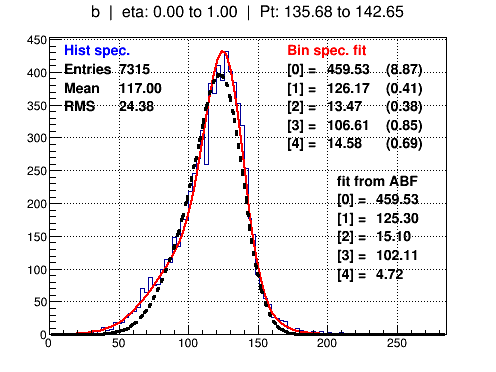 b | eta: 0.00 to 1.00 | Pt: 135.68 to 142.65
Hist spec.
Entries 7315
Mean 117.00
RMS 24.38
Bin spec. fit
[0] = 459.53 (8.87)
[1] = 126.17 (0.41)
[2] = 13.47 (0.38)
[3] = 106.61 (0.85)
[4] = 14.58 (0.69)
fit from ABF
[0] = 459.53
[1] = 125.30
[2] = 15.10
[3] = 102.11
[4] = 4.72
450
400
350
300
250
200
150
100
50
0
0 50 100 150 200 250